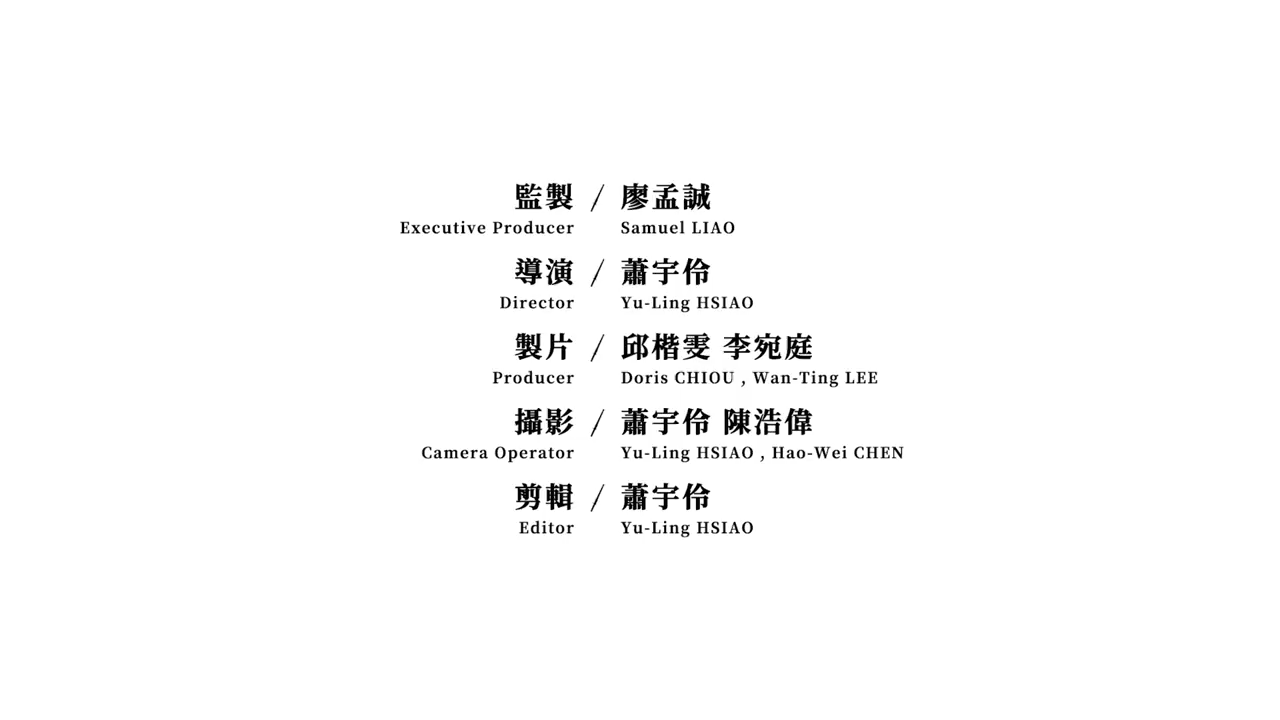 監製 / 廖孟誠
Executive Producer Samuel LIAO
導演 / 蕭宇伶
Director Yu-Ling HSIAO
製片 / 邱楷雯 李宛庭
Producer Doris CHIOU , Wan-Ting LEE
攝影 / 蕭宇伶 陳浩偉
Camera Operator Yu-Ling HSIAO , Hao-Wei CHEN
剪輯 / 蕭宇伶
Editor Yu-Ling HSIAO